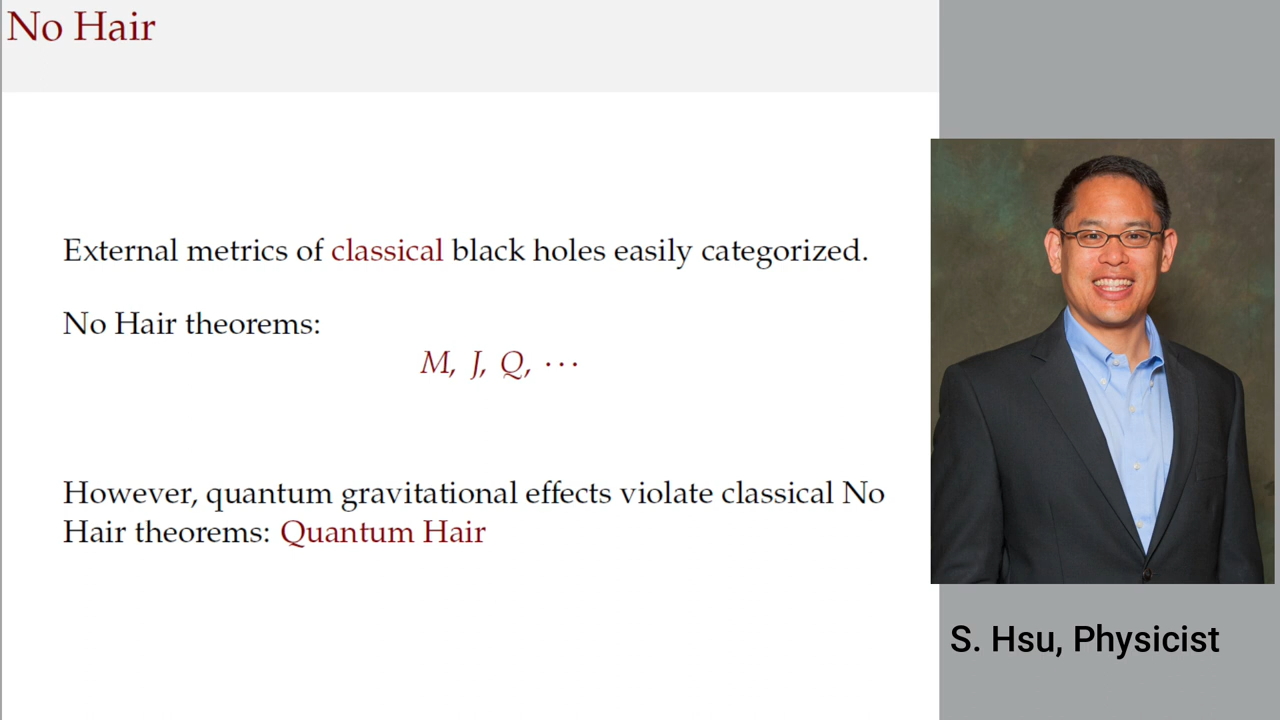 No Hair
External metrics of classical black holes easily categorized.
No Hair theorems:
M, J, Q, ···
However, quantum gravitational effects violate classical No
Hair theorems: Quantum Hair
S. Hsu, Physicist